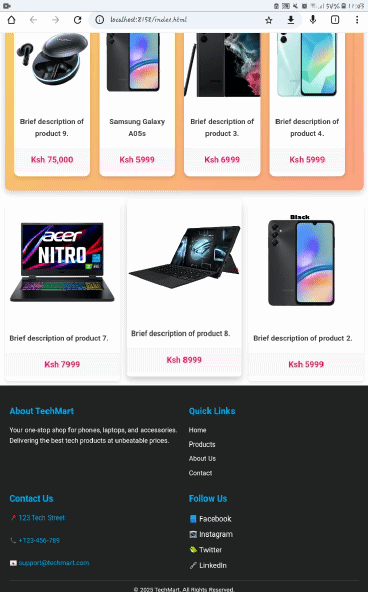 localhost:8158/index.html
Brief description of
product 9.
Samsung Galaxy
A05s
Brief description of
product 3.
Brief description of
product 4.
Ksh 75,000
Ksh 5999
Ksh 6999
Ksh 5999
acer
NITRO
Black
Brief description of product 7.
Brief description of product 8.
Brief description of product 2.
Ksh 7999
Ksh 8999
Ksh 5999
About TechMart
Your one-stop shop for phones, laptops, and accessories.
Delivering the best tech products at unbeatable prices.
Quick Links
Home
Products
About Us
Contact
Contact Us
123 Tech Street
+123-456-789
support@techmart.com
Follow Us
Facebook
Instagram
Twitter
LinkedIn
© 2025 TechMart. All Rights Reserved.